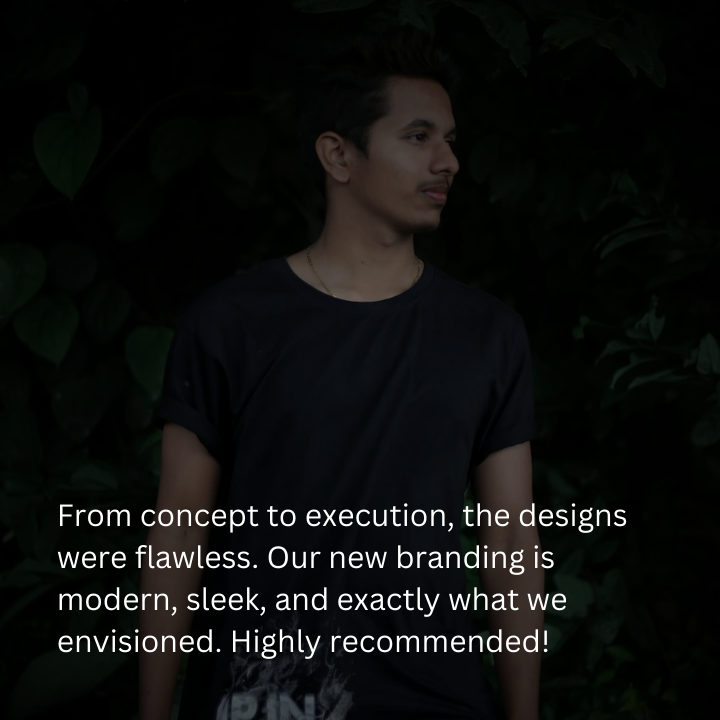 From concept to execution, the designs
were flawless. Our new branding is
modern, sleek, and exactly what we
envisioned. Highly recommended!